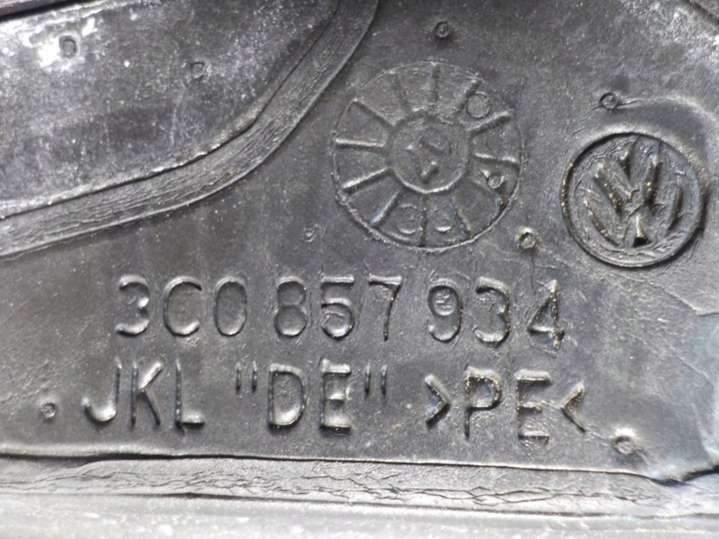 3C0 857 934
JKL "DE" >PE<